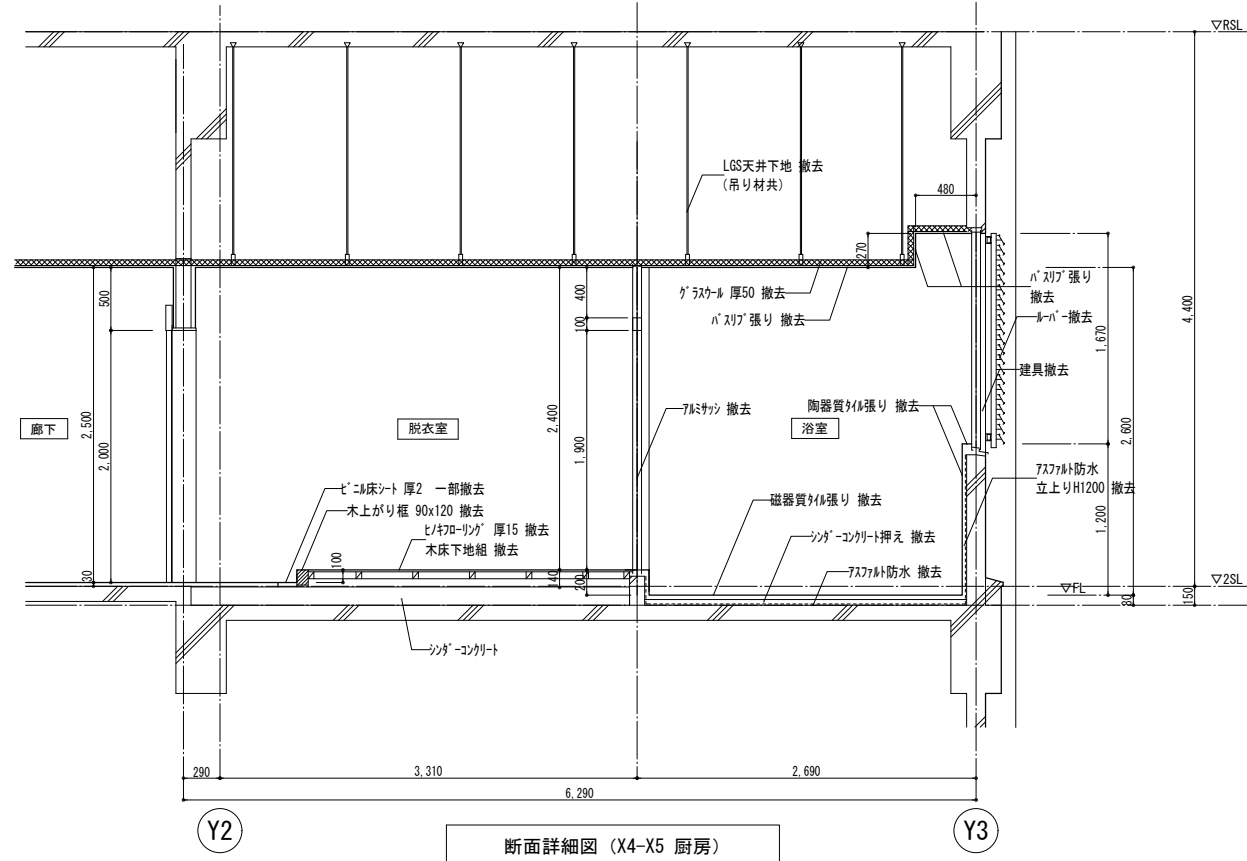 ▽RSL
LGS天井下地 撤去
(吊り材共)
480
270
グラスウール 厚50 撤去
バスリブ張り 撤去
バスリブ張り
撤去
ルーバー撤去
建具撤去
4,400
1,670
2,600
1,200
500
2,500
2,000
400
100
2,400
1,900
廊下
脱衣室
浴室
アルミサッシ 撤去
陶器質タイル張り 撤去
アスファルト防水
立上りH1200 撤去
ビニル床シート 厚2 一部撤去
木上がり框 90x120 撤去
ヒノキフローリング 厚15 撤去
木床下地組 撤去
磁器質タイル張り 撤去
シンダーコンクリート押え 撤去
アスファルト防水 撤去
30
100
140
200
▽FL
▽2SL
80
150
シンダーコンクリート
290
3,310
2,690
6,290
Y2
Y3
断面詳細図 (X4-X5 厨房)